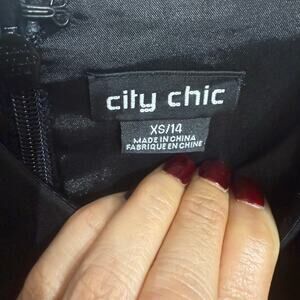 city chic
XS/14
MADE IN CHINA
FABRIQUE EN CHINE